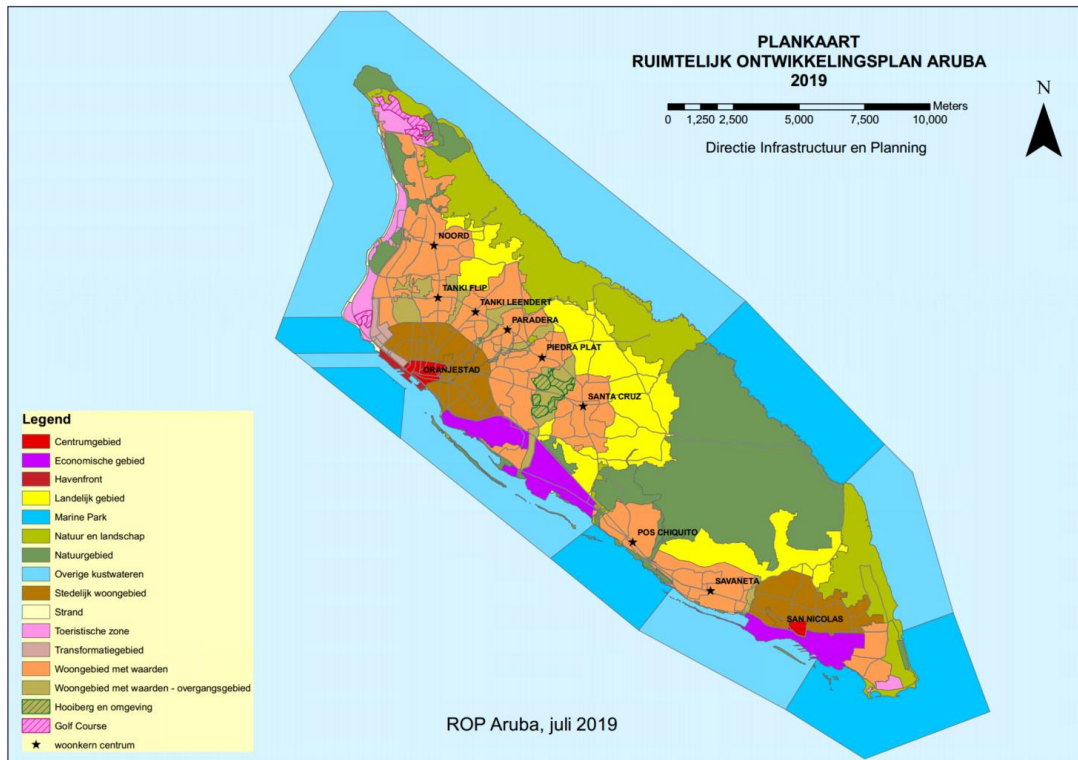 PLANKAART
RUIMTELIJK ONTWIKKELINGSPLAN ARUBA
2019
Meters
0 1,250 2,500 5,000 7,500 10,000
Directie Infrastructuur en Planning
N
NOORD
TANKI FLIP
TANKI LEENDERT
PARADERA
PIEDRA PLAT
ORANJESTAD
SANTA CRUZ
POS CHIQUITO
SAVANETA
SAN NICOLAS
Legend
Centrumgebied
Economische gebied
Havenfront
Landelijk gebied
Marine Park
Natuur en landschap
Natuurgebied
Overige kustwateren
Stedelijk woongebied
Strand
Toeristische zone
Transformatiegebied
Woongebied met waarden
Woongebied met waarden - overgangsgebied
Hooiberg en omgeving
Golf Course
woonkern centrum
ROP Aruba, juli 2019